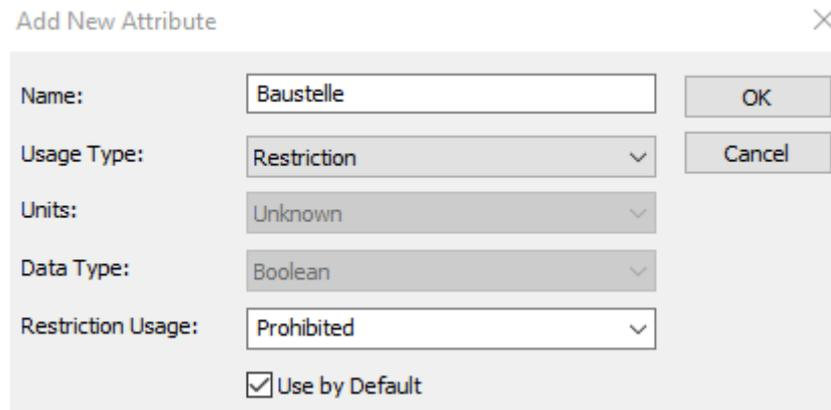 Add New Attribute
Name: Baustelle OK
Usage Type: Restriction Cancel
Units: Unknown
Data Type: Boolean
Restriction Usage: Prohibited
Use by Default